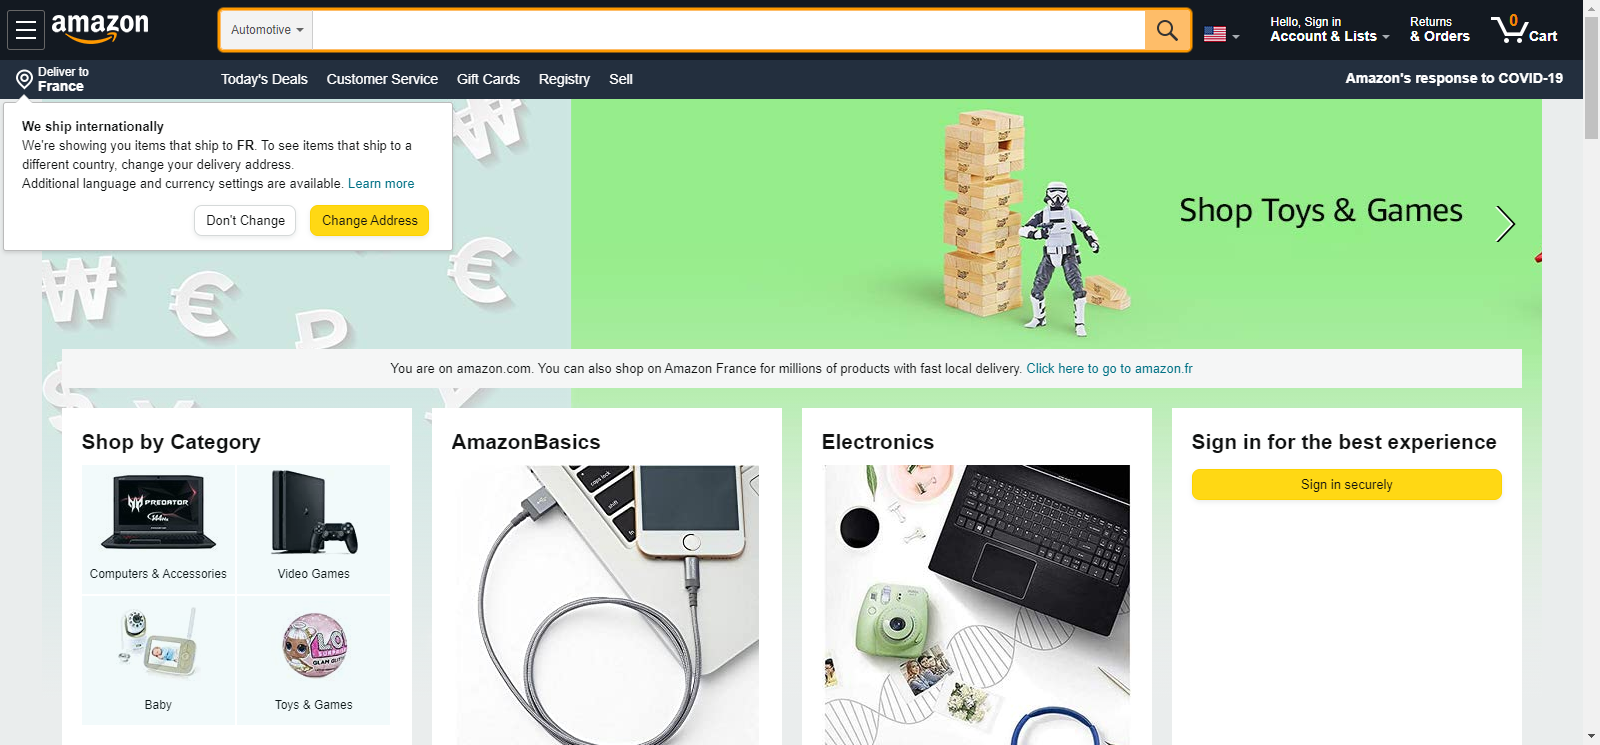 amazon
Automotive
Hello, Sign in
Account & Lists
Returns
& Orders
0
Cart
Deliver to
France
Today's Deals
Customer Service
Gift Cards
Registry
Sell
Amazon's response to COVID-19
We ship internationally
We're showing you items that ship to FR. To see items that ship to a
different country, change your delivery address.
Additional language and currency settings are available. Learn more
Don't Change
Change Address
Shop Toys & Games
You are on amazon.com. You can also shop on Amazon France for millions of products with fast local delivery. Click here to go to amazon.fr
Shop by Category
PREDATOR
144Hz
Computers & Accessories
Video Games
Baby
Toys & Games
AmazonBasics
caps lock
shift
Electronics
Sign in for the best experience
Sign in securely